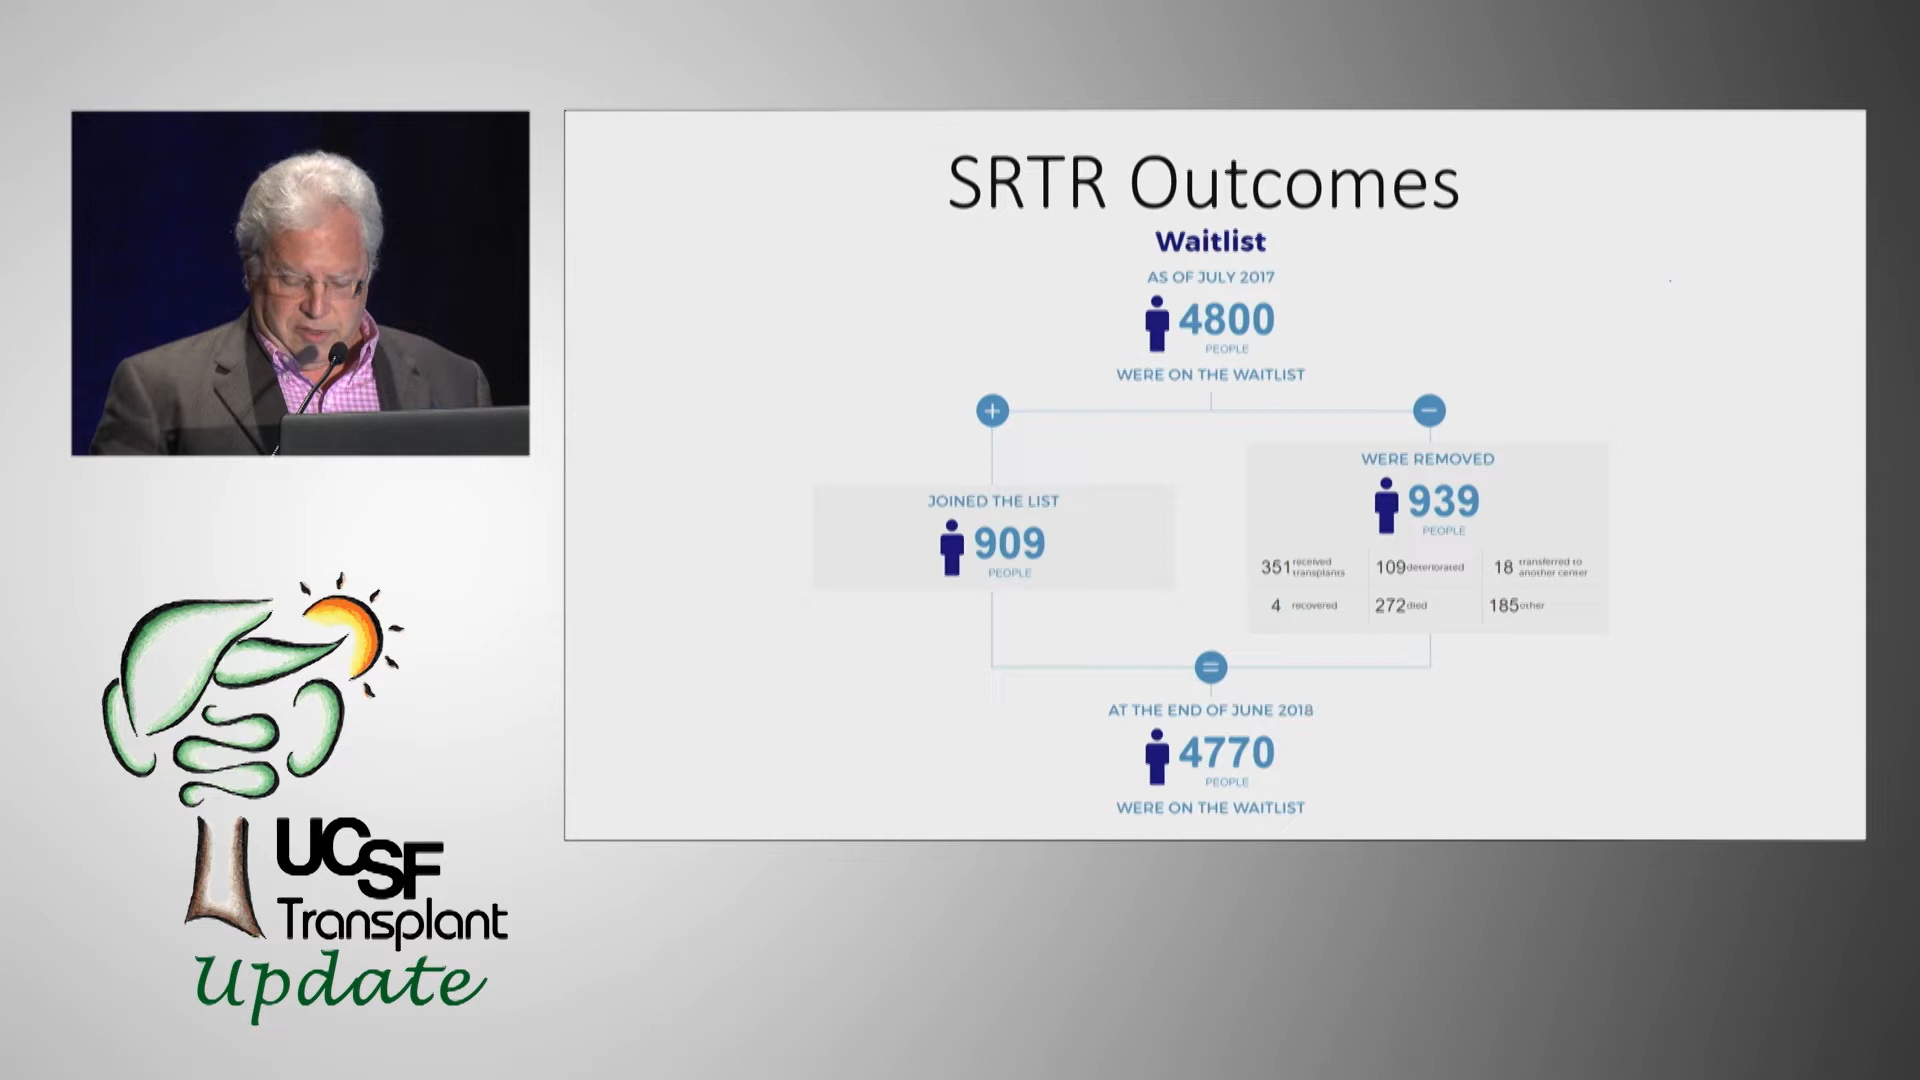 SRTR Outcomes
Waitlist
AS OF JULY 2017
4800
PEOPLE
WERE ON THE WAITLIST
+
−
JOINED THE LIST
909
PEOPLE
WERE REMOVED
939
PEOPLE
351 received transplants 109 deteriorated 18 transferred to another center
4 recovered 272 died 185 other
=
AT THE END OF JUNE 2018
4770
PEOPLE
WERE ON THE WAITLIST
UCSF
Transplant
Update